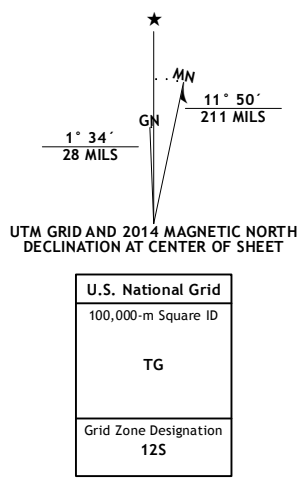 ★
MN
GN
11° 50´
211 MILS
1° 34´
28 MILS
UTM GRID AND 2014 MAGNETIC NORTH
DECLINATION AT CENTER OF SHEET
U.S. National Grid
100,000-m Square ID
TG
Grid Zone Designation
12S